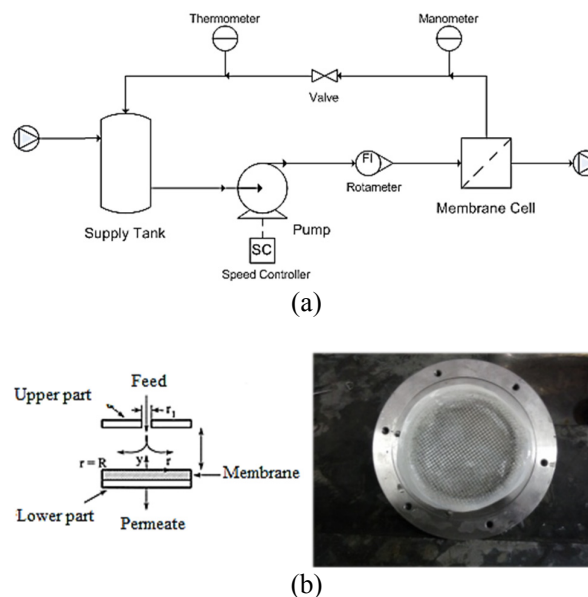 Thermometer
Manometer
Valve
FI
Rotameter
Supply Tank
Pump
Membrane Cell
SC
Speed Controller
(a)
Feed
Upper part
r₁
y
r
r = R
Membrane
Lower part
Permeate
(b)